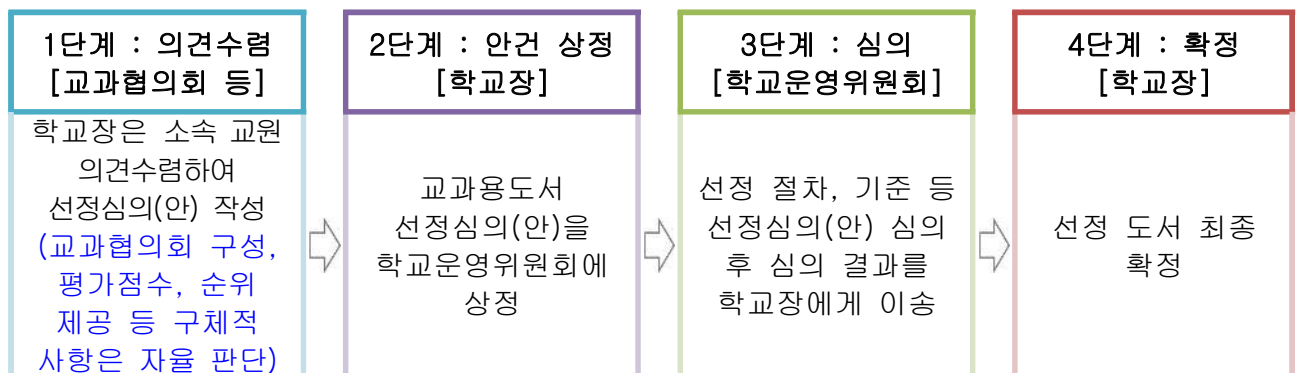 1단계 : 의견수렴
[교과협의회 등]
학교장은 소속 교원
의견수렴하여
선정심의(안) 작성
(교과협의회 구성,
평가점수, 순위
제공 등 구체적
사항은 자율 판단)
2단계 : 안건 상정
[학교장]
교과용도서
선정심의(안)을
학교운영위원회에
상정
3단계 : 심의
[학교운영위원회]
선정 절차, 기준 등
선정심의(안) 심의
후 심의 결과를
학교장에게 이송
4단계 : 확정
[학교장]
선정 도서 최종
확정